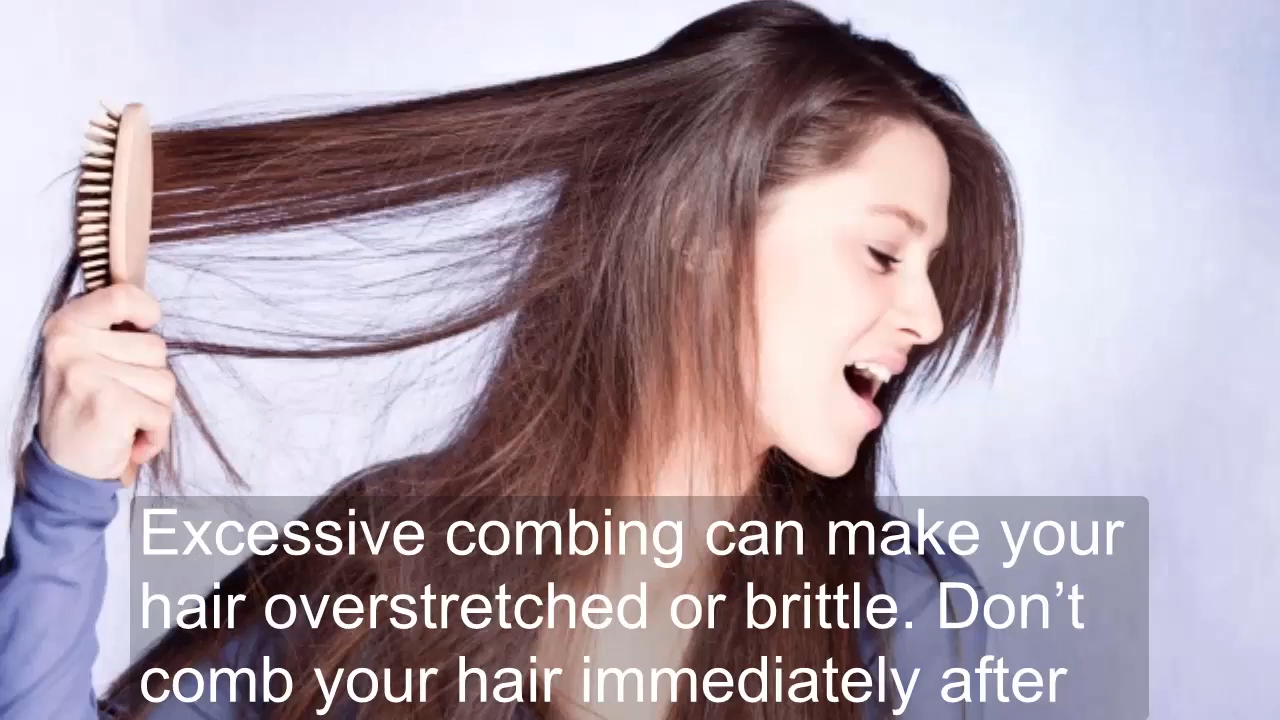 Excessive combing can make your
hair overstretched or brittle. Don’t
comb your hair immediately after